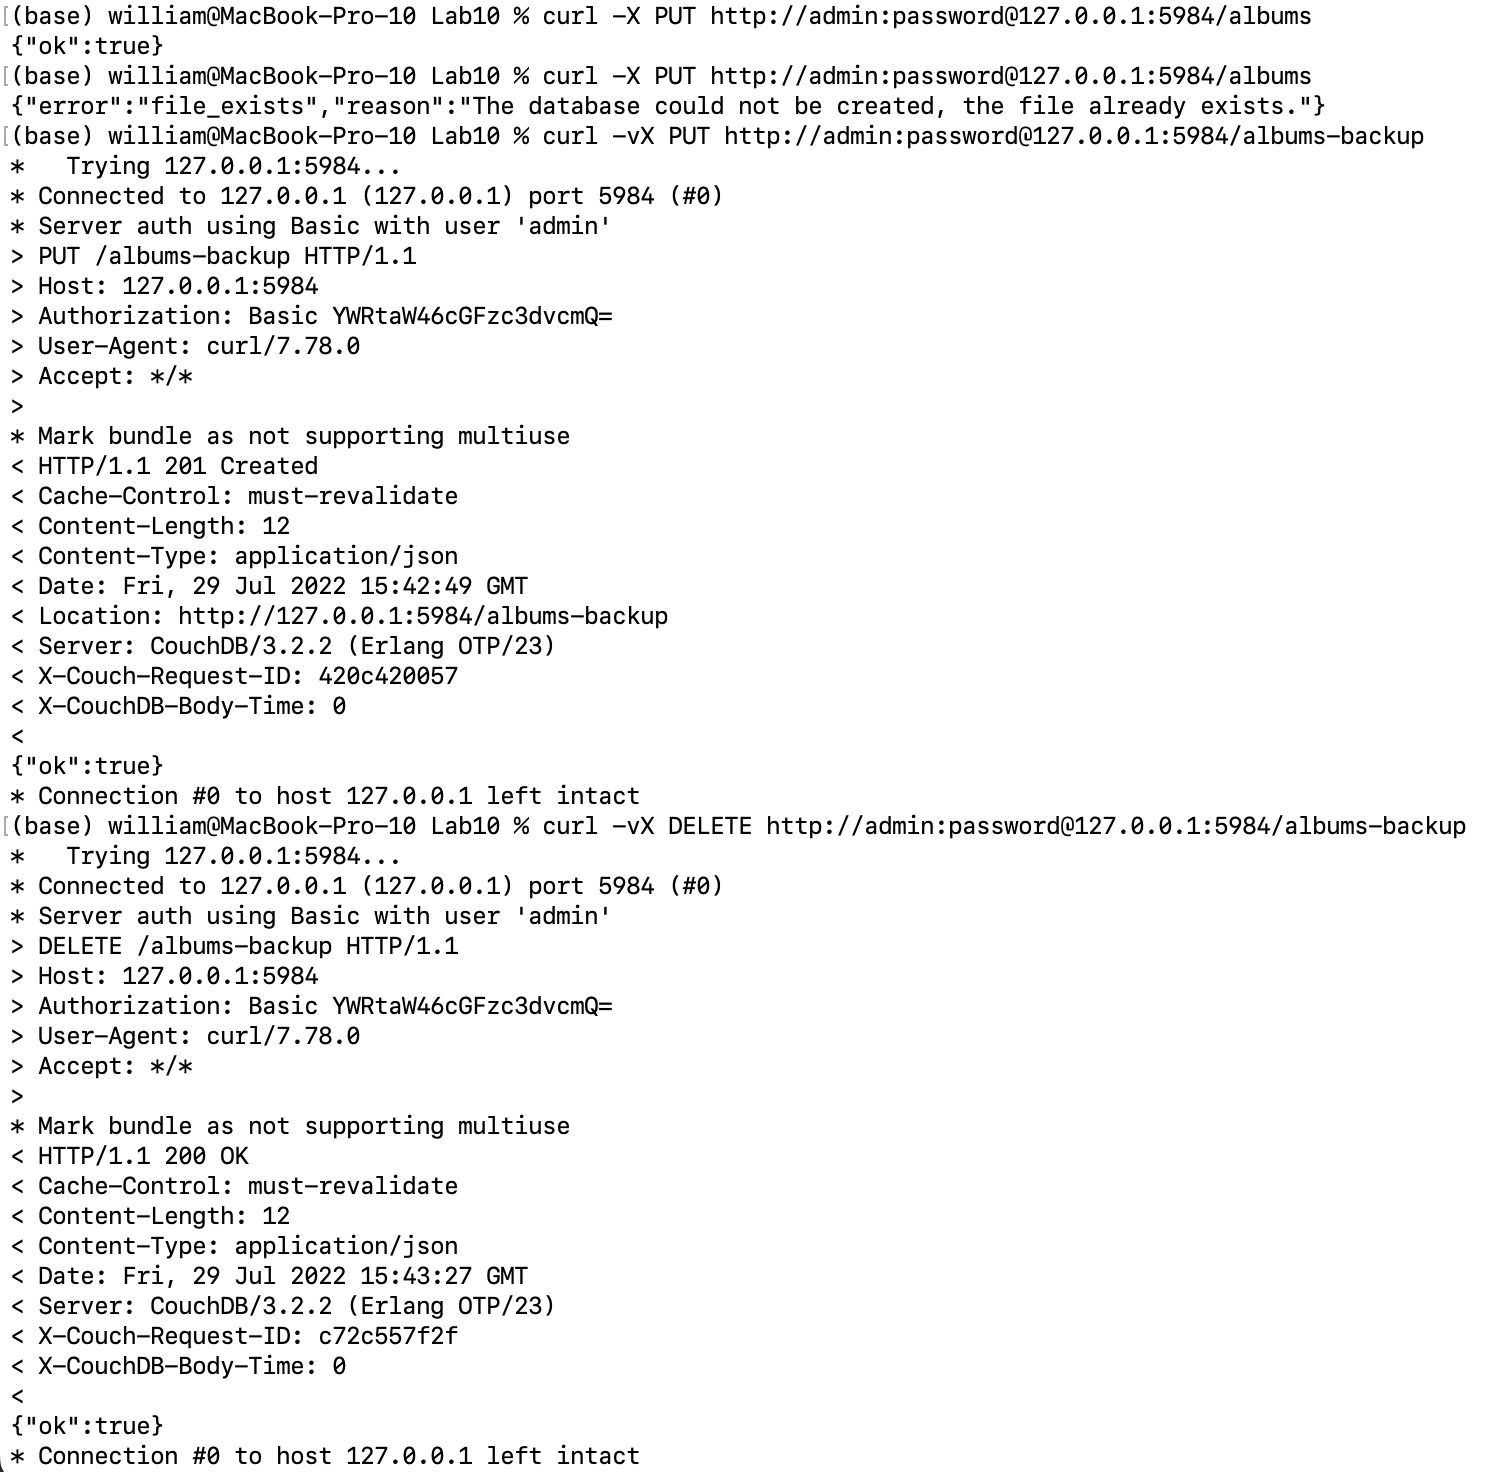 [(base) william@MacBook-Pro-10 Lab10 % curl -X PUT http://admin:password@127.0.0.1:5984/albums
{"ok":true}
[(base) william@MacBook-Pro-10 Lab10 % curl -X PUT http://admin:password@127.0.0.1:5984/albums
{"error":"file_exists","reason":"The database could not be created, the file already exists."}
[(base) william@MacBook-Pro-10 Lab10 % curl -vX PUT http://admin:password@127.0.0.1:5984/albums-backup
*   Trying 127.0.0.1:5984...
* Connected to 127.0.0.1 (127.0.0.1) port 5984 (#0)
* Server auth using Basic with user 'admin'
> PUT /albums-backup HTTP/1.1
> Host: 127.0.0.1:5984
> Authorization: Basic YWRtaW46cGFzc3dvcmQ=
> User-Agent: curl/7.78.0
> Accept: */*
>
* Mark bundle as not supporting multiuse
< HTTP/1.1 201 Created
< Cache-Control: must-revalidate
< Content-Length: 12
< Content-Type: application/json
< Date: Fri, 29 Jul 2022 15:42:49 GMT
< Location: http://127.0.0.1:5984/albums-backup
< Server: CouchDB/3.2.2 (Erlang OTP/23)
< X-Couch-Request-ID: 420c420057
< X-CouchDB-Body-Time: 0
<
{"ok":true}
* Connection #0 to host 127.0.0.1 left intact
[(base) william@MacBook-Pro-10 Lab10 % curl -vX DELETE http://admin:password@127.0.0.1:5984/albums-backup
*   Trying 127.0.0.1:5984...
* Connected to 127.0.0.1 (127.0.0.1) port 5984 (#0)
* Server auth using Basic with user 'admin'
> DELETE /albums-backup HTTP/1.1
> Host: 127.0.0.1:5984
> Authorization: Basic YWRtaW46cGFzc3dvcmQ=
> User-Agent: curl/7.78.0
> Accept: */*
>
* Mark bundle as not supporting multiuse
< HTTP/1.1 200 OK
< Cache-Control: must-revalidate
< Content-Length: 12
< Content-Type: application/json
< Date: Fri, 29 Jul 2022 15:43:27 GMT
< Server: CouchDB/3.2.2 (Erlang OTP/23)
< X-Couch-Request-ID: c72c557f2f
< X-CouchDB-Body-Time: 0
<
{"ok":true}
* Connection #0 to host 127.0.0.1 left intact